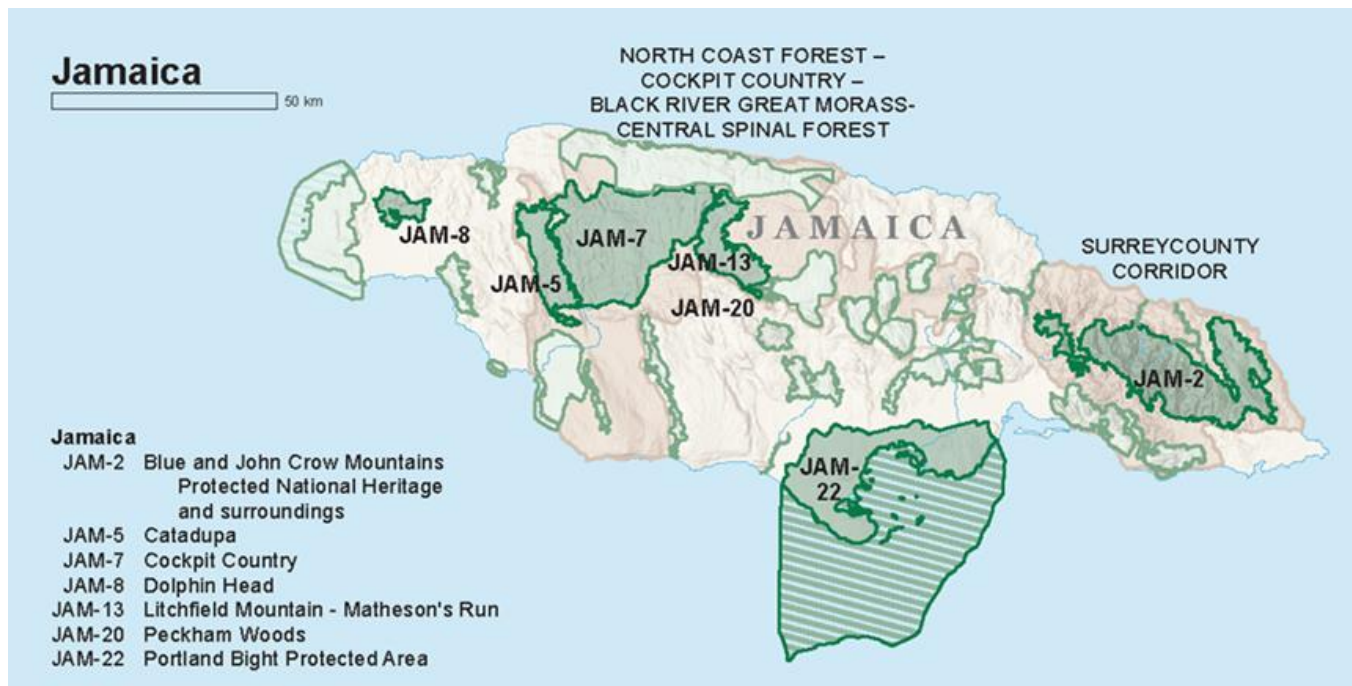 Jamaica
50 km
NORTH COAST FOREST –
COCKPIT COUNTRY –
BLACK RIVER GREAT MORASS-
CENTRAL SPINAL FOREST
JAMAICA
SURREYCOUNTY
CORRIDOR
JAM-8
JAM-7
JAM-13
JAM-5
JAM-20
JAM-2
JAM-
22
Jamaica
JAM-2 Blue and John Crow Mountains
Protected National Heritage
and surroundings
JAM-5 Catadupa
JAM-7 Cockpit Country
JAM-8 Dolphin Head
JAM-13 Litchfield Mountain - Matheson's Run
JAM-20 Peckham Woods
JAM-22 Portland Bight Protected Area